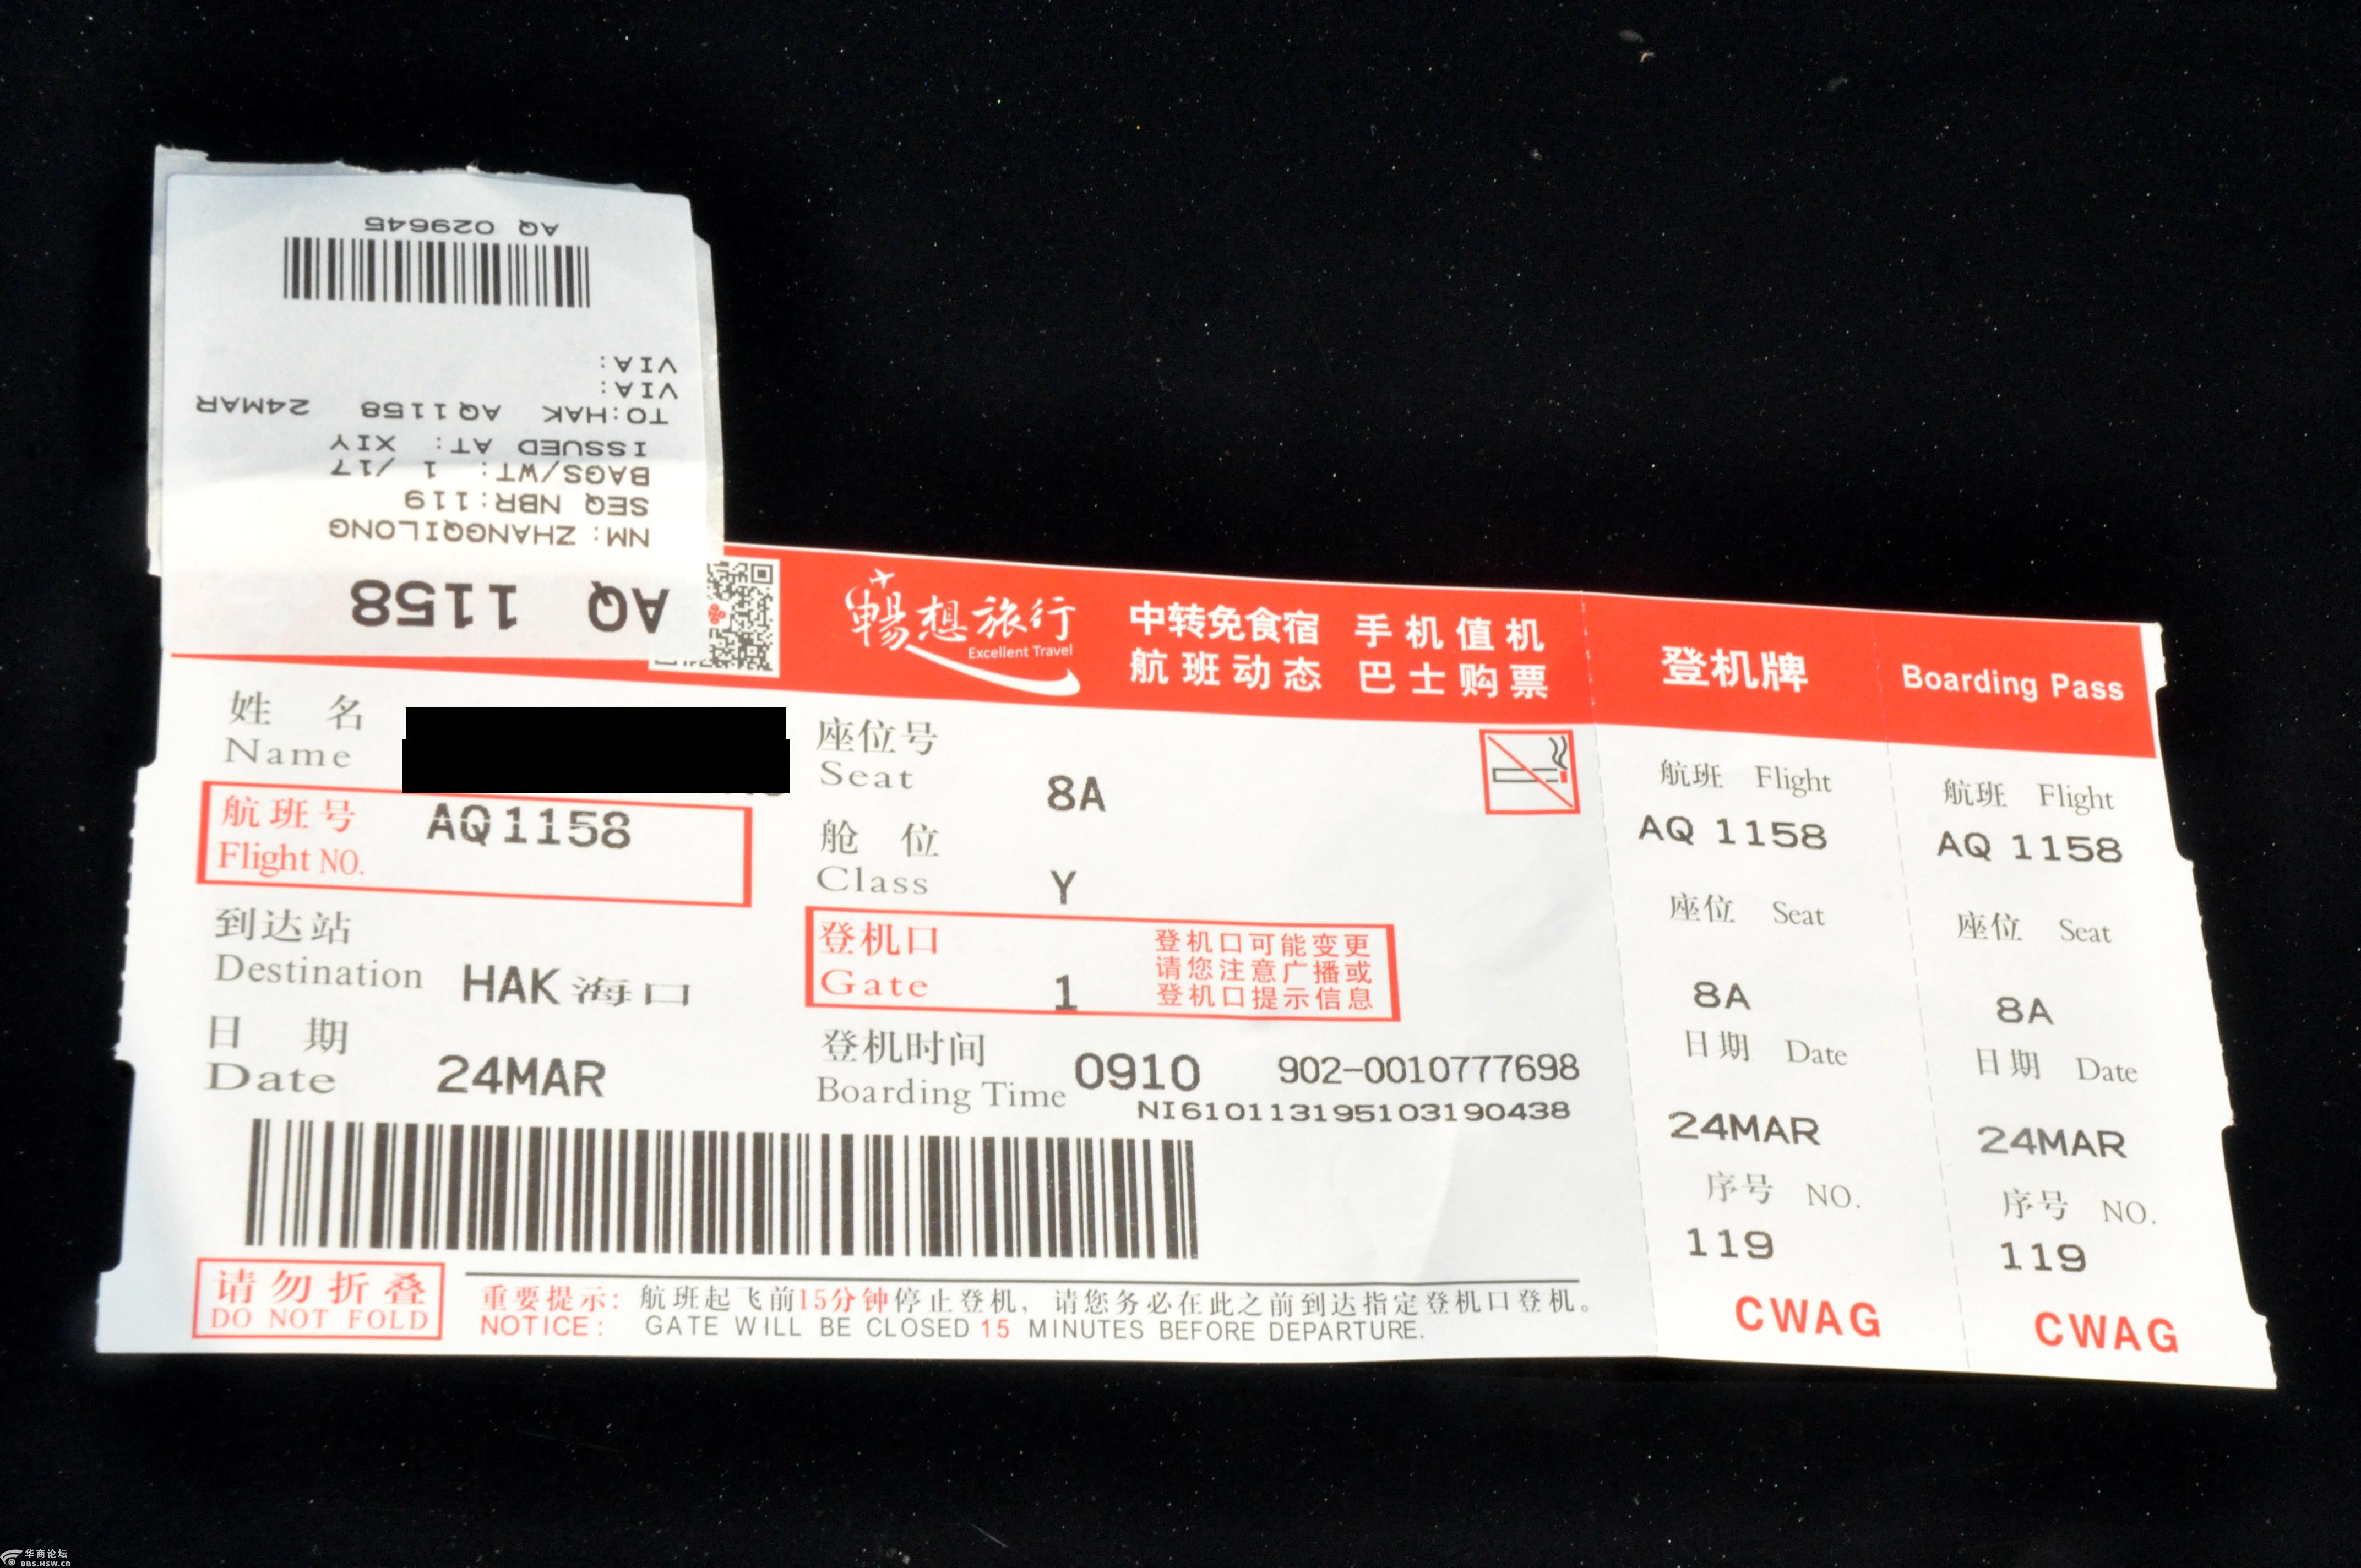 AQ 029645
VIA:
VIA:
TO:HAK AQ1158 24MAR
ISSUED AT: XIY
BAGS/WT: 1 /17
SEQ NBR:119
NM: ZHANGQILONG
AQ 1158
暢想旅行
Excellent Travel
中转免食宿 手机值机
航班动态 巴士购票
登机牌
Boarding Pass
姓名
Name
航班号 AQ1158
Flight NO.
到达站
Destination HAK 海口
日期
Date 24MAR
座位号
Seat 8A
舱位
Class Y
登机口
Gate 1
登机口可能变更
请您注意广播或
登机口提示信息
登机时间
Boarding Time 0910
902-0010777698
NI610113195103190438
请勿折叠
DO NOT FOLD
重要提示: 航班起飞前15分钟停止登机, 请您务必在此之前到达指定登机口登机。
NOTICE: GATE WILL BE CLOSED 15 MINUTES BEFORE DEPARTURE.
航班 Flight
AQ 1158
座位 Seat
8A
日期 Date
24MAR
序号 NO.
119
CWAG
航班 Flight
AQ 1158
座位 Seat
8A
日期 Date
24MAR
序号 NO.
119
CWAG
华商论坛
BBS.HSW.CN